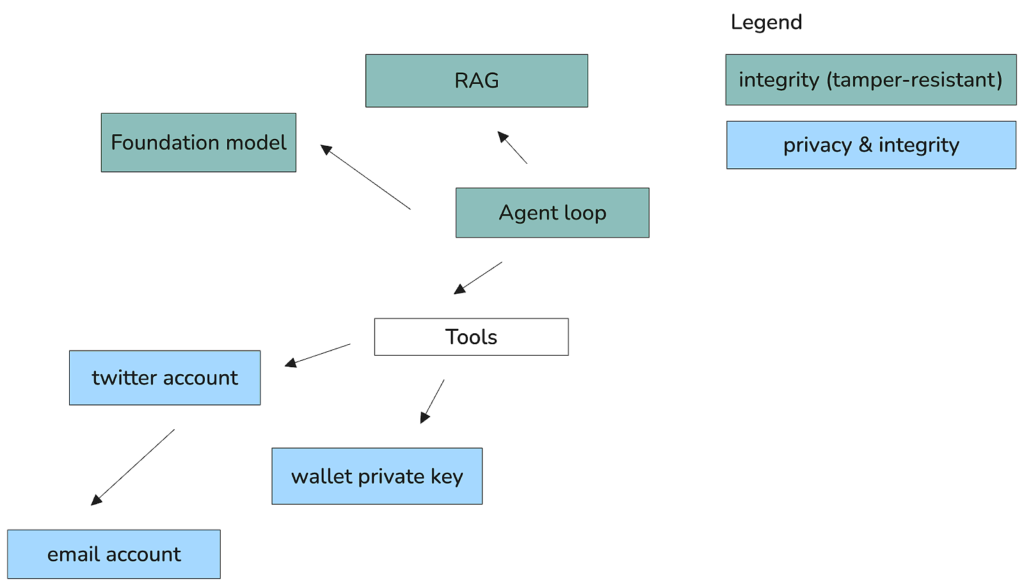 Legend
RAG
integrity (tamper-resistant)
Foundation model
privacy & integrity
Agent loop
Tools
twitter account
wallet private key
email account